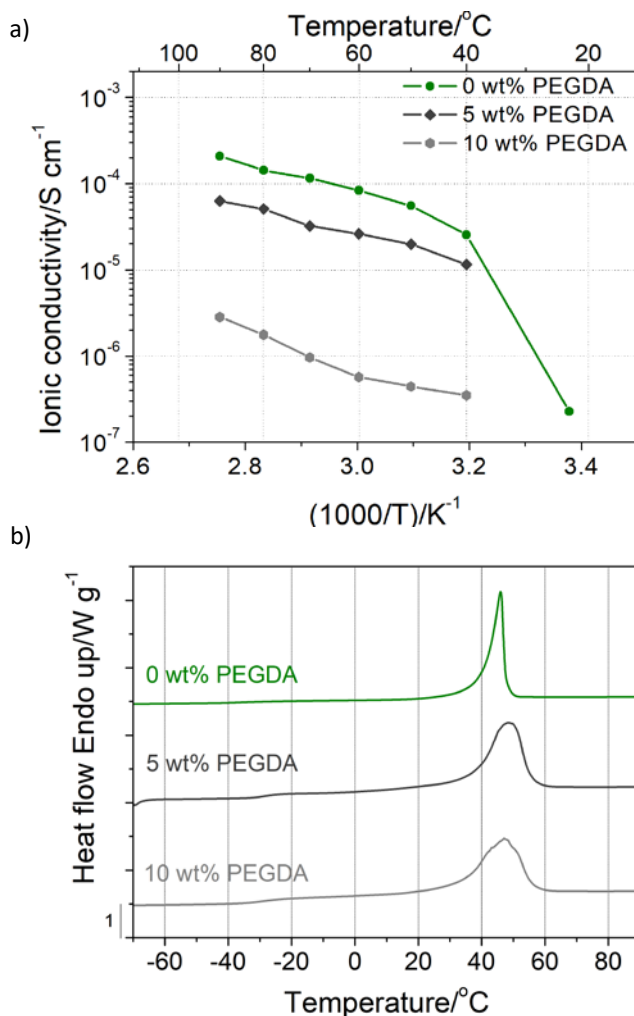 a)
Temperature/°C
100 80 60 40 20
0 wt% PEGDA
5 wt% PEGDA
10 wt% PEGDA
Ionic conductivity/S cm⁻¹
10⁻³
10⁻⁴
10⁻⁵
10⁻⁶
10⁻⁷
2.6 2.8 3.0 3.2 3.4
(1000/T)/K⁻¹
b)
Heat flow Endo up/W g⁻¹
0 wt% PEGDA
5 wt% PEGDA
10 wt% PEGDA
1
-60 -40 -20 0 20 40 60 80
Temperature/°C